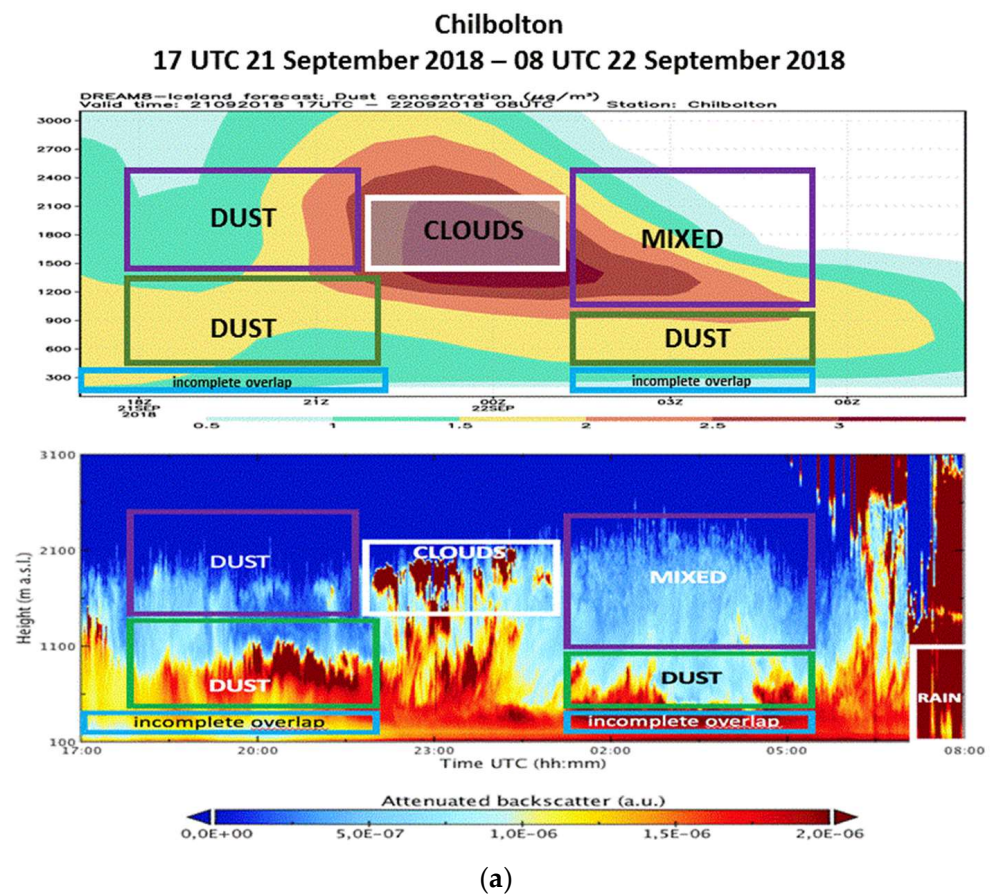 Chilbolton
17 UTC 21 September 2018 – 08 UTC 22 September 2018
DREAM8-Iceland forecast: Dust concentration (μg/m³)
Valid time: 21092018 17UTC – 22092018 08UTC Station: Chilbolton
3000
2700
2400
2100
1800
1500
1200
900
600
300
DUST
CLOUDS
MIXED
DUST
DUST
incomplete overlap
incomplete overlap
18Z
21SEP
2018
21Z
00Z
22SEP
03Z
06Z
0.5 1 1.5 2 2.5 3
Height (m a.s.l.)
3100
2100
1100
100
DUST
CLOUDS
MIXED
DUST
DUST
RAIN
incomplete overlap
incomplete overlap
17:00 20:00 23:00 02:00 05:00 08:00
Time UTC (hh:mm)
Attenuated backscatter (a.u.)
0,0E+00 5,0E-07 1,0E-06 1,5E-06 2,0E-06
(a)